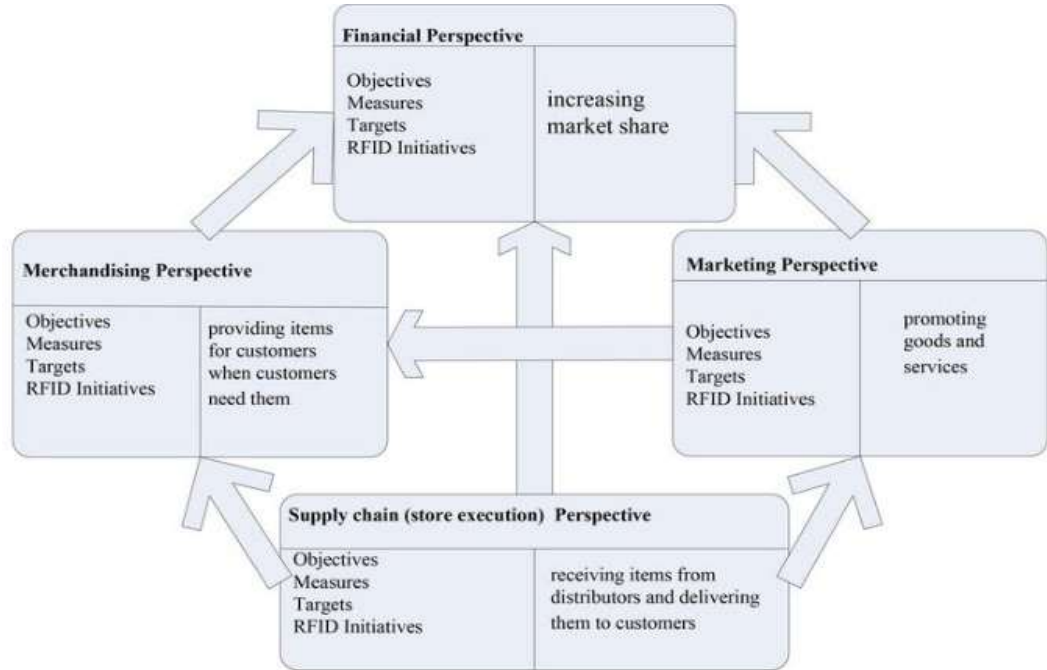 Financial Perspective
Objectives
Measures
Targets
RFID Initiatives
increasing
market share
Merchandising Perspective
Objectives
Measures
Targets
RFID Initiatives
providing items
for customers
when customers
need them
Marketing Perspective
Objectives
Measures
Targets
RFID Initiatives
promoting
goods and
services
Supply chain (store execution) Perspective
Objectives
Measures
Targets
RFID Initiatives
receiving items from
distributors and delivering
them to customers